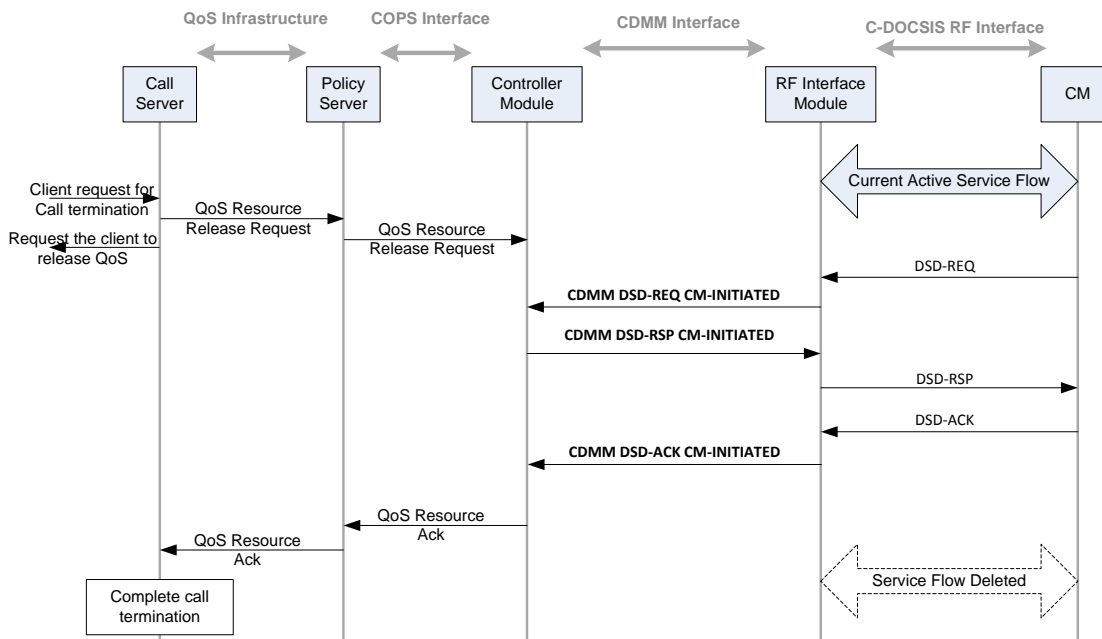 QoS Infrastructure
COPS Interface
CDMM Interface
C-DOCSIS RF Interface
Call
Server
Policy
Server
Controller
Module
RF Interface
Module
CM
Current Active Service Flow
Client request for
Call termination
QoS Resource
Release Request
QoS Resource
Release Request
Request the client to
release QoS
DSD-REQ
CDMM DSD-REQ CM-INITIATED
CDMM DSD-RSP CM-INITIATED
DSD-RSP
DSD-ACK
CDMM DSD-ACK CM-INITIATED
QoS Resource
Ack
QoS Resource
Ack
Service Flow Deleted
Complete call
termination